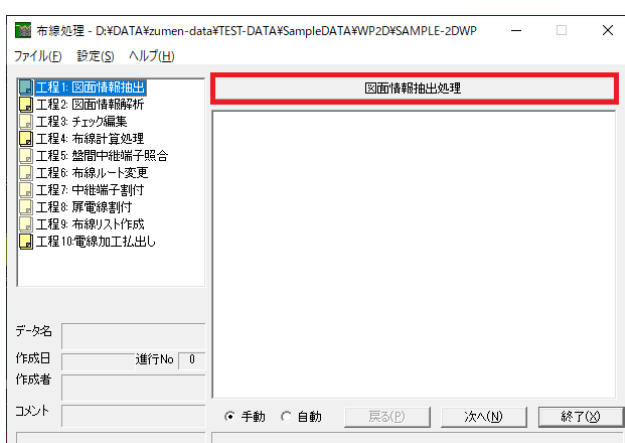 布線処理 - D:¥DATA¥zumen-data¥TEST-DATA¥SampleDATA¥WP2D¥SAMPLE-2DWP
ファイル(F) 設定(S) ヘルプ(H)
工程1: 図面情報抽出
工程2: 図面情報解析
工程3: チェック編集
工程4: 布線計算処理
工程5: 盤間中継端子照合
工程6: 布線ルート変更
工程7: 中継端子割付
工程8: 扉電線割付
工程9: 布線リスト作成
工程10:電線加工払出し
図面情報抽出処理
データ名
作成日 進行No 0
作成者
コメント
手動 自動 戻る(P) 次へ(N) 終了(X)